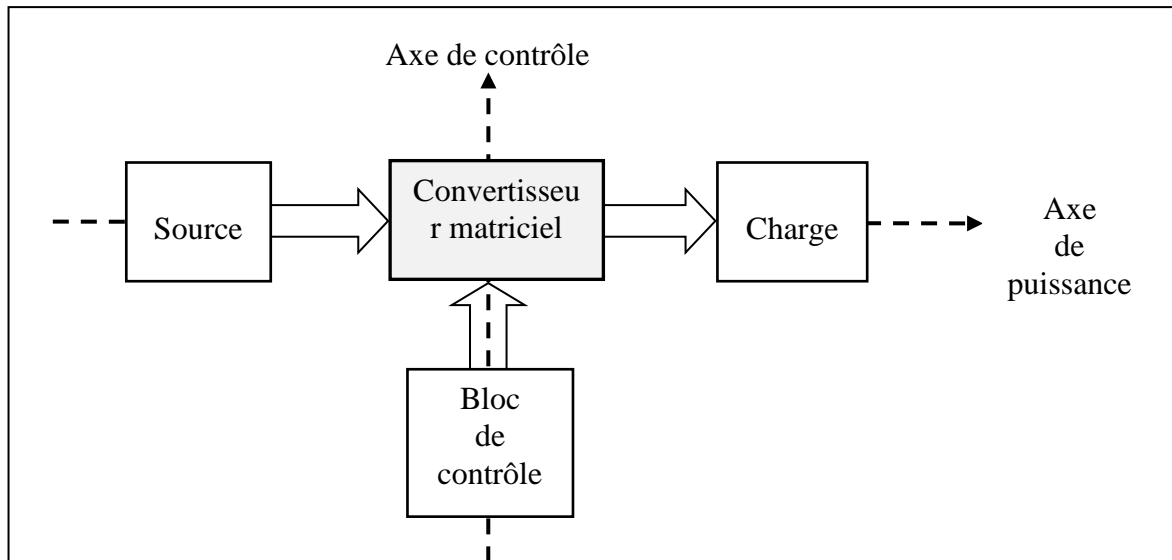 Axe de contrôle
Source
Convertisseu
r matriciel
Charge
Axe
de
puissance
Bloc
de
contrôle